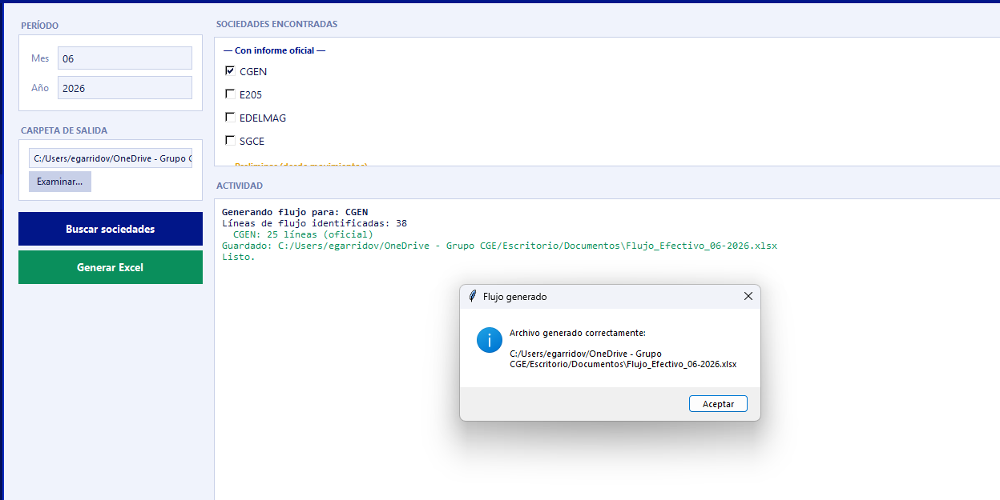 PERÍODO
Mes 06
Año 2026
CARPETA DE SALIDA
C:/Users/egarridov/OneDrive - Grupo C
Examinar...
Buscar sociedades
Generar Excel
SOCIEDADES ENCONTRADAS
— Con informe oficial —
CGEN
E205
EDELMAG
SGCE
ACTIVIDAD
Generando flujo para: CGEN
Líneas de flujo identificadas: 38
CGEN: 25 líneas (oficial)
Guardado: C:/Users/egarridov/OneDrive - Grupo CGE/Escritorio/Documentos\Flujo_Efectivo_06-2026.xlsx
Listo.
Flujo generado
Archivo generado correctamente:
C:/Users/egarridov/OneDrive - Grupo
CGE/Escritorio/Documentos\Flujo_Efectivo_06-2026.xlsx
Aceptar